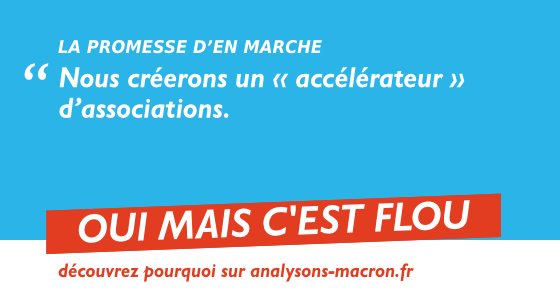 LA PROMESSE D’EN MARCHE
“ Nous créerons un « accélérateur »
d’associations.
OUI MAIS C'EST FLOU
découvrez pourquoi sur analysons-macron.fr